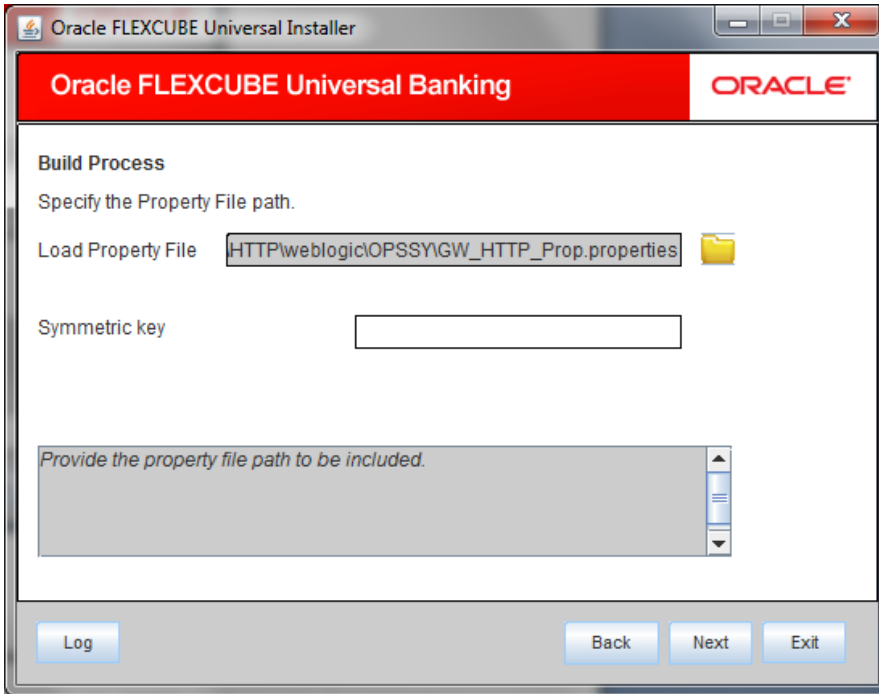 Oracle FLEXCUBE Universal Installer
Oracle FLEXCUBE Universal Banking
ORACLE
Build Process
Specify the Property File path.
Load Property File
\HTTP\weblogic\OPSSY\GW_HTTP_Prop.properties
Symmetric key
Provide the property file path to be included.
Log
Back
Next
Exit